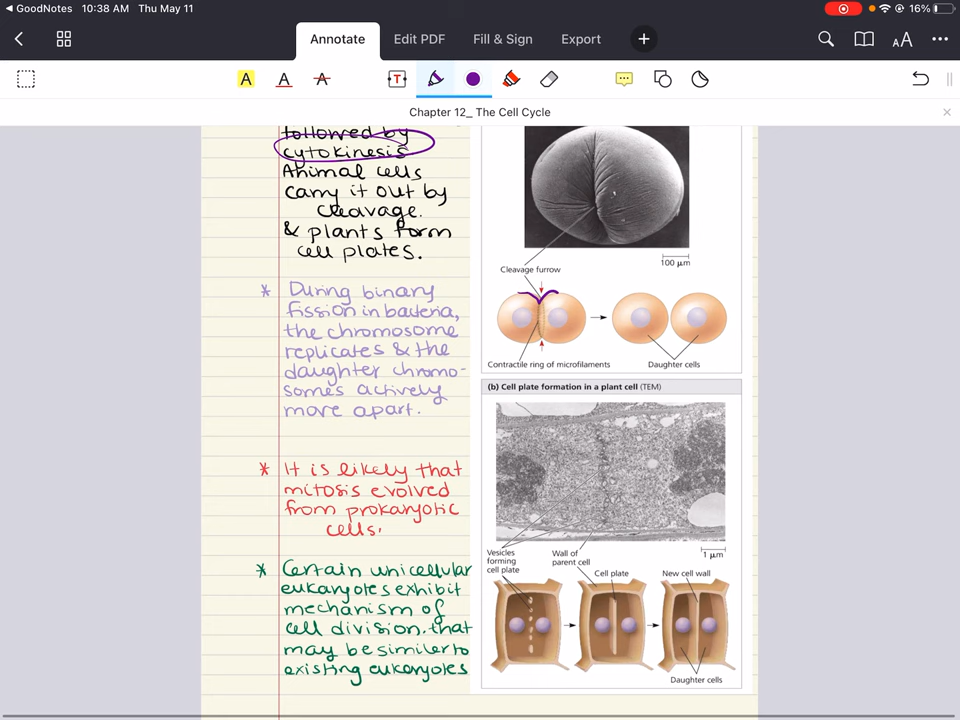 GoodNotes 10:38 AM Thu May 11 16%
Annotate Edit PDF Fill & Sign Export
A A A T AA
Chapter 12_ The Cell Cycle
followed by
cytokinesis
Animal cells
carry it out by
cleavage.
& plants form
cell plates.
* During binary
fission in bacteria,
the chromosome
replicates & the
daughter chromo-
somes actively
move apart.
* It is likely that
mitosis evolved
from prokaryotic
cells.
* Certain unicellular
eukaryotes exhibit
mechanism of
cell division. that
may be similer to
existing eukaryotes
100 μm
Cleavage furrow
Contractile ring of microfilaments
Daughter cells
(b) Cell plate formation in a plant cell (TEM)
1 μm
Vesicles
forming
cell plate
Wall of
parent cell
Cell plate
New cell wall
Daughter cells